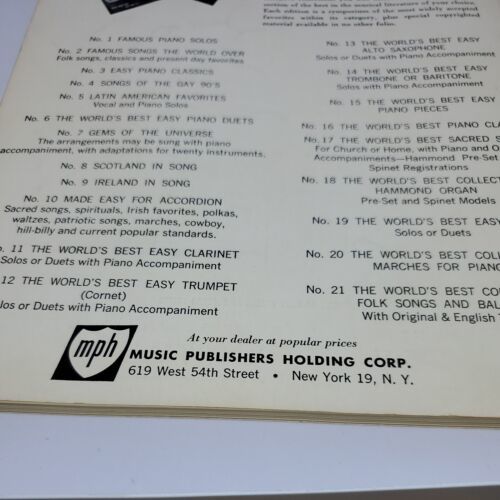 section of the best in the musical literature of your choice.
Each edition is a compilation of the most widely accepted
favorites within its category, plus special copyrighted
material available in no other folio.
No. 1 FAMOUS PIANO SOLOS
No. 2 FAMOUS SONGS THE WORLD OVER
Folk songs, classics and present day favorites
No. 3 EASY PIANO CLASSICS
No. 4 SONGS OF THE GAY 90'S
No. 5 LATIN AMERICAN FAVORITES
Vocal and Piano Solos
No. 6 THE WORLD'S BEST EASY PIANO DUETS
No. 7 GEMS OF THE UNIVERSE
The arrangements may be sung with piano
accompaniment, with adaptations for twenty instruments.
No. 8 SCOTLAND IN SONG
No. 9 IRELAND IN SONG
No. 10 MADE EASY FOR ACCORDION
Sacred songs, spirituals, Irish favorites, polkas,
waltzes, patriotic songs, marches, cowboy,
hill-billy and current popular standards.
o. 11 THE WORLD'S BEST EASY CLARINET
Solos or Duets with Piano Accompaniment
12 THE WORLD'S BEST EASY TRUMPET
(Cornet)
los or Duets with Piano Accompaniment
No. 13 THE WORLD'S BEST EASY
ALTO SAXOPHONE
Solos or Duets with Piano Accompaniment
No. 14 THE WORLD'S BEST EASY
TROMBONE OR BARITONE
Solos with Piano Accompaniment
No. 15 THE WORLD'S BEST EASY
PIANO PIECES
No. 16 THE WORLD'S BEST PIANO CLA
No. 17 THE WORLD'S BEST SACRED S
For Church or Home, with Piano and O
Accompaniments—Hammond Pre-Set
Spinet Registrations
No. 18 THE WORLD'S BEST COLLECT
HAMMOND ORGAN
Pre-Set and Spinet Models
No. 19 THE WORLD'S BEST EASY
Solos or Duets
No. 20 THE WORLD'S BEST COLL
MARCHES FOR PIANO
No. 21 THE WORLD'S BEST CO
FOLK SONGS AND BAL
With Original & English T
At your dealer at popular prices
mph
MUSIC PUBLISHERS HOLDING CORP.
619 West 54th Street • New York 19, N. Y.